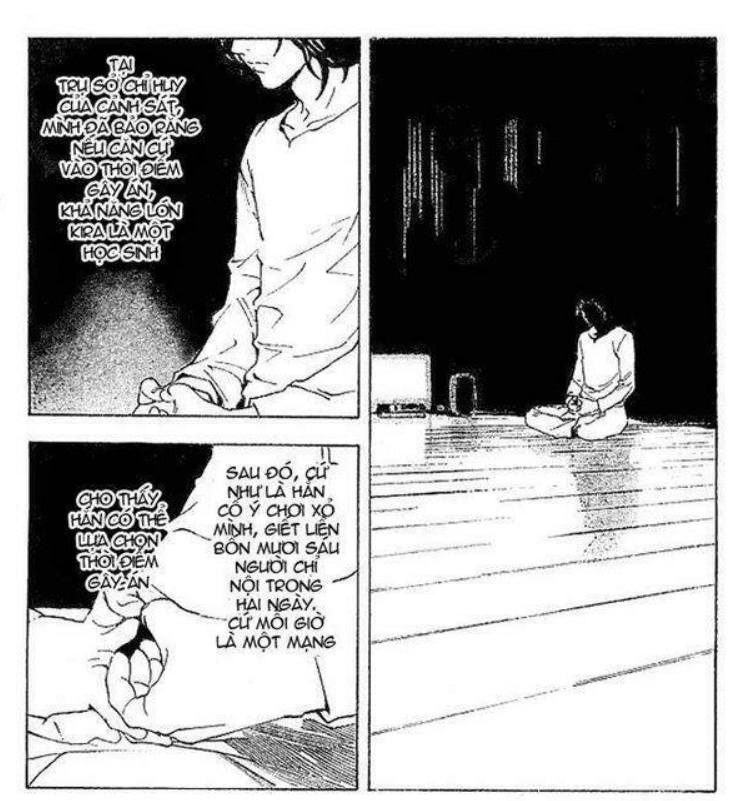 TẠI
TRỤ SỞ CHỈ HUY
CỦA CẢNH SÁT,
MÌNH ĐÃ BẢO RẰNG
NẾU CĂN CỨ
VÀO THỜI ĐIỂM
GÂY ÁN,
KHẢ NĂNG LỚN
KIRA LÀ MỘT
HỌC SINH
SAU ĐÓ, CỨ
NHƯ LÀ HẮN
CỐ Ý CHƠI XỎ
MÌNH, GIẾT LIỀN
BỐN MƯƠI SÁU
NGƯỜI CHỈ
NỘI TRONG
HAI NGÀY.
CỨ MỖI GIỜ
LÀ MỘT MẠNG
CHO THẤY
HẮN CÓ THỂ
LỰA CHỌN
THỜI ĐIỂM
GÂY ÁN